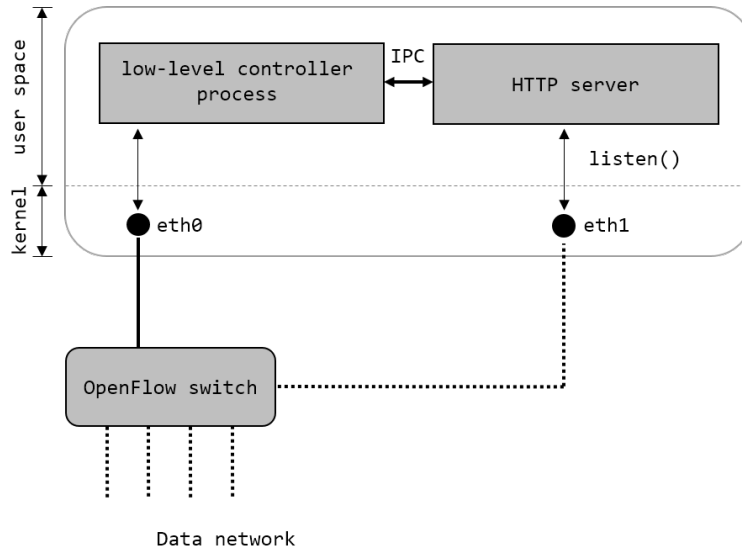 user space
kernel
low-level controller
process
IPC
HTTP server
listen()
eth0
eth1
OpenFlow switch
Data network